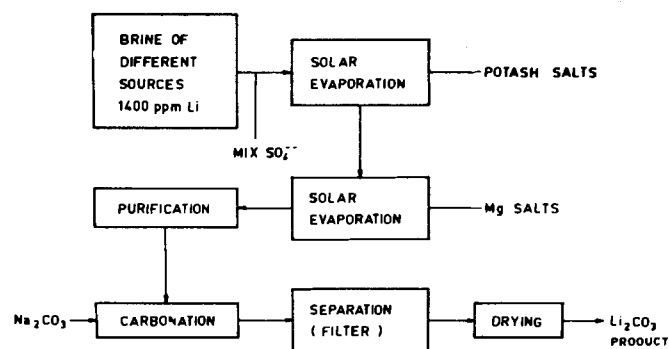 BRINE OF
DIFFERENT
SOURCES
1400 ppm Li
SOLAR
EVAPORATION
POTASH SALTS
MIX SO₄⁻⁻
PURIFICATION
SOLAR
EVAPORATION
Mg SALTS
Na₂CO₃
CARBONATION
SEPARATION
( FILTER )
DRYING
Li₂CO₃
PRODUCT